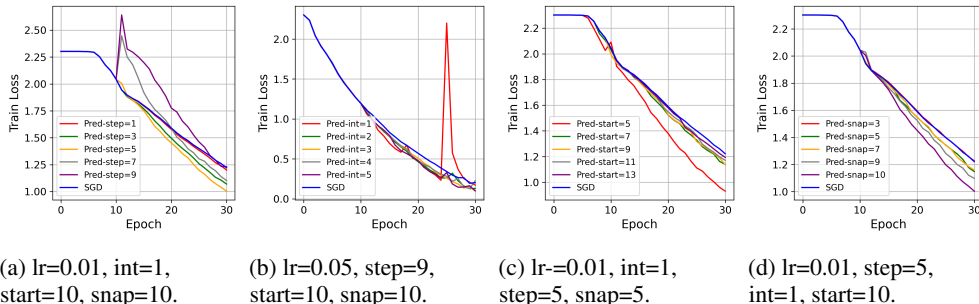 Train Loss
2.50
2.25
2.00
1.75
1.50
1.25
1.00
Pred-step=1
Pred-step=3
Pred-step=5
Pred-step=7
Pred-step=9
SGD
0 10 20 30
Epoch
(a) lr=0.01, int=1,
start=10, snap=10.
Train Loss
2.0
1.5
1.0
0.5
0.0
Pred-int=1
Pred-int=2
Pred-int=3
Pred-int=4
Pred-int=5
SGD
0 10 20 30
Epoch
(b) lr=0.05, step=9,
start=10, snap=10.
Train Loss
2.2
2.0
1.8
1.6
1.4
1.2
1.0
Pred-start=5
Pred-start=7
Pred-start=9
Pred-start=11
Pred-start=13
SGD
0 10 20 30
Epoch
(c) lr-=0.01, int=1,
step=5, snap=5.
Train Loss
2.2
2.0
1.8
1.6
1.4
1.2
1.0
Pred-snap=3
Pred-snap=5
Pred-snap=7
Pred-snap=9
Pred-snap=10
SGD
0 10 20 30
Epoch
(d) lr=0.01, step=5,
int=1, start=10.